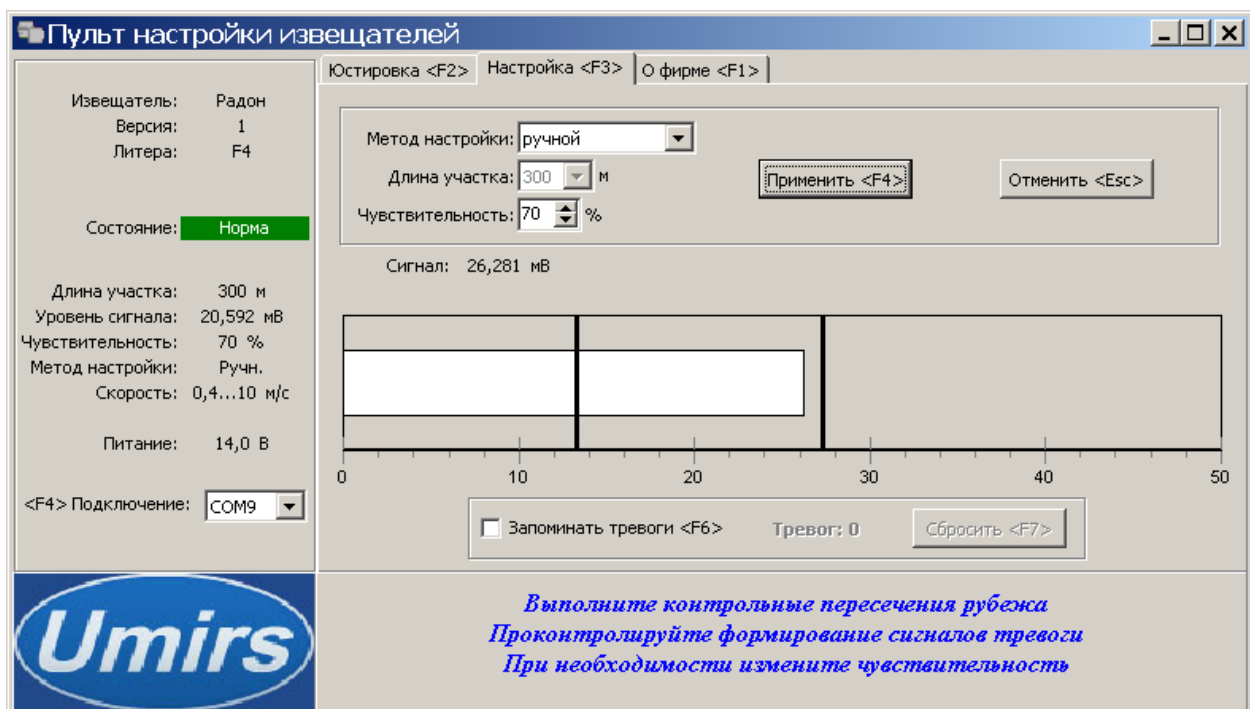 Пульт настройки извещателей
Юстировка <F2> Настройка <F3> О фирме <F1>
Извещатель: Радон
Версия: 1
Литера: F4
Состояние: Норма
Длина участка: 300 м
Уровень сигнала: 20,592 мВ
Чувствительность: 70 %
Метод настройки: Ручн.
Скорость: 0,4...10 м/с
Питание: 14,0 В
<F4> Подключение: COM9
Метод настройки: ручной
Длина участка: 300 м
Чувствительность: 70 %
Применить <F4> Отменить <Esc>
Сигнал: 26,281 мВ
0 10 20 30 40 50
Запоминать тревоги <F6> Тревог: 0 Сбросить <F7>
Umirs
Выполните контрольные пересечения рубежа
Проконтролируйте формирование сигналов тревоги
При необходимости измените чувствительность